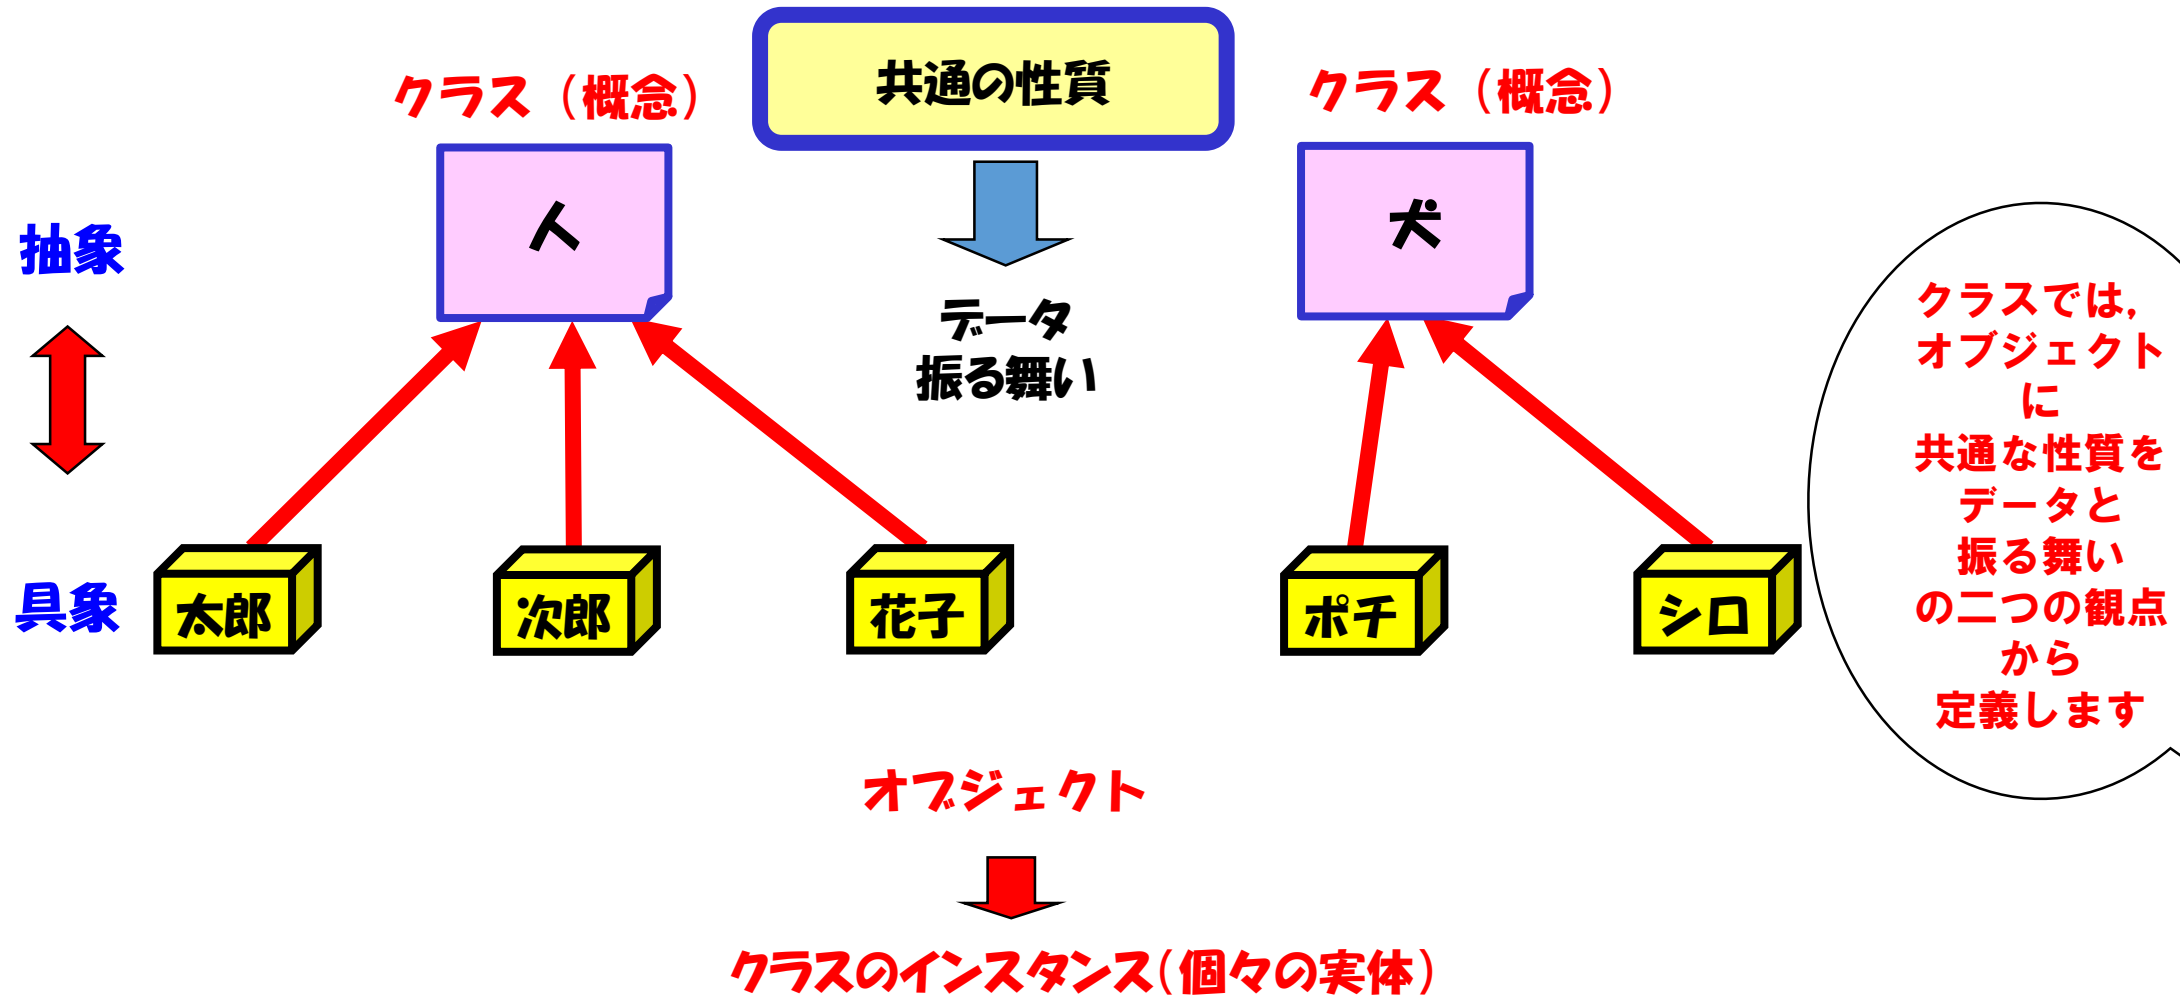 共通の性質
クラス（概念）
クラス（概念）
人
犬
抽象
データ
振る舞い
クラスでは，
オブジェクト
に
共通な性質を
データと
振る舞い
の二つの観点
から
定義します
具象
太郎
次郎
花子
ポチ
シロ
オブジェクト
クラスのインスタンス（個々の実体）